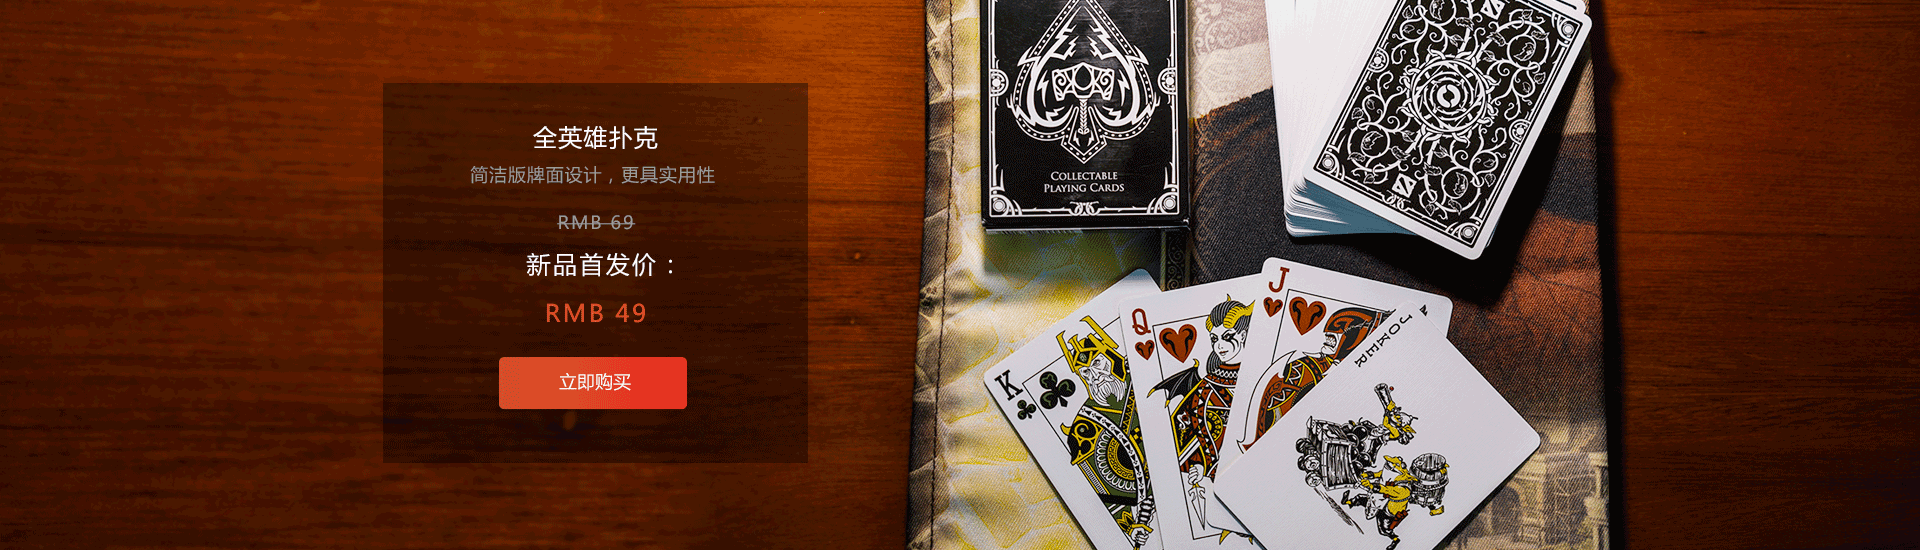 全英雄扑克
简洁版牌面设计，更具实用性
RMB 69
新品首发价：
RMB 49
立即购买
COLLECTABLE
PLAYING CARDS
K
Q
J
JOKER